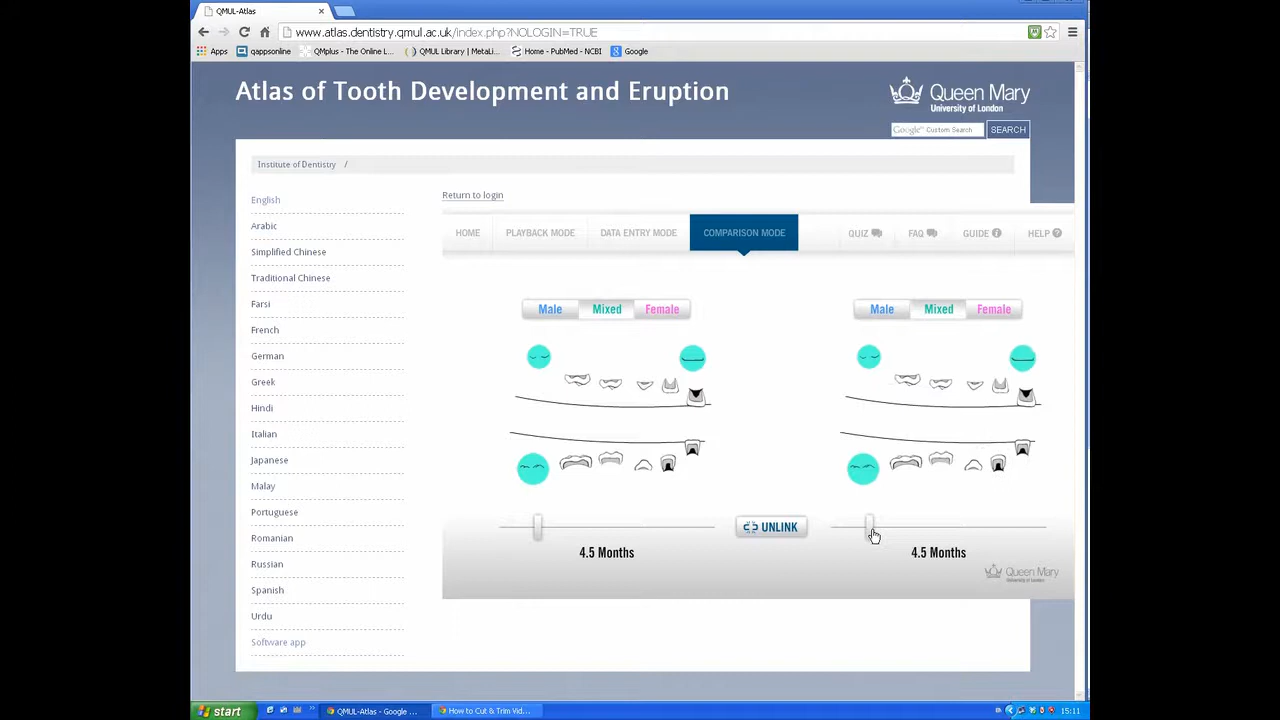 QMUL-Atlas
www.atlas.dentistry.qmul.ac.uk/index.php?NOLOGIN=TRUE
Apps qappsonline QMplus - The Online L... QMUL Library | MetaLi... Home - PubMed - NCBI Google
Atlas of Tooth Development and Eruption
Queen Mary
University of London
Google™ Custom Search SEARCH
Institute of Dentistry /
English
Arabic
Simplified Chinese
Traditional Chinese
Farsi
French
German
Greek
Hindi
Italian
Japanese
Malay
Portuguese
Romanian
Russian
Spanish
Urdu
Software app
Return to login
HOME PLAYBACK MODE DATA ENTRY MODE COMPARISON MODE QUIZ FAQ GUIDE HELP
Male Mixed Female Male Mixed Female
UNLINK
4.5 Months 4.5 Months
Queen Mary
University of London
start QMUL-Atlas - Google ... How to Cut & Trim Vid... 15:11